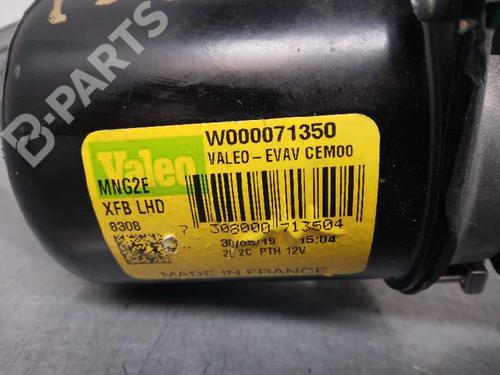 B-PARTS
W000071350
Valeo
VALEO-EVAV CEM00
MNG2E
XFB LHD
8308
7 308000 713504
30/05/19 15:04
2L 2C PTH 12V
MADE IN FRANCE